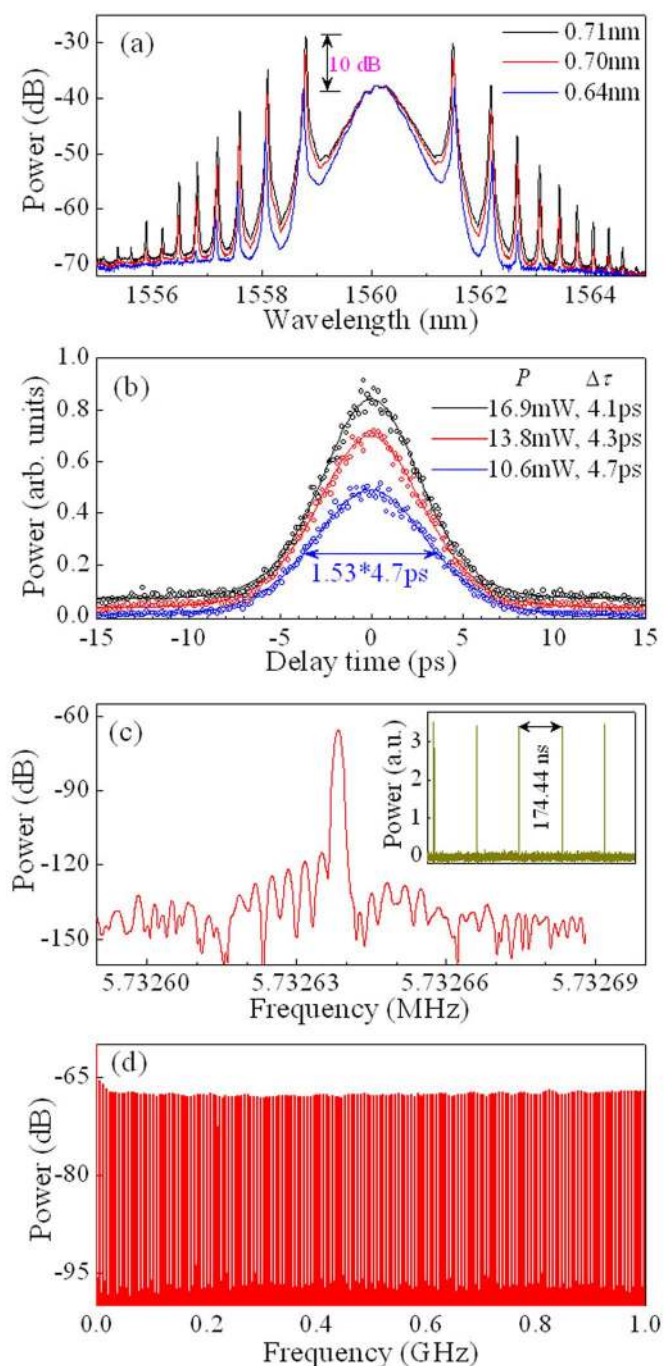 (a)
0.71nm
0.70nm
0.64nm
10 dB
Power (dB)
-30
-40
-50
-60
-70
1556 1558 1560 1562 1564
Wavelength (nm)
(b)
P Δτ
16.9mW, 4.1ps
13.8mW, 4.3ps
10.6mW, 4.7ps
1.53*4.7ps
Power (arb. units)
1.0
0.8
0.6
0.4
0.2
0.0
-15 -10 -5 0 5 10 15
Delay time (ps)
(c)
Power (dB)
-60
-90
-120
-150
5.73260 5.73263 5.73266 5.73269
Frequency (MHz)
Power (a.u.)
3
2
1
0
174.44 ns
(d)
Power (dB)
-65
-80
-95
0.0 0.2 0.4 0.6 0.8 1.0
Frequency (GHz)